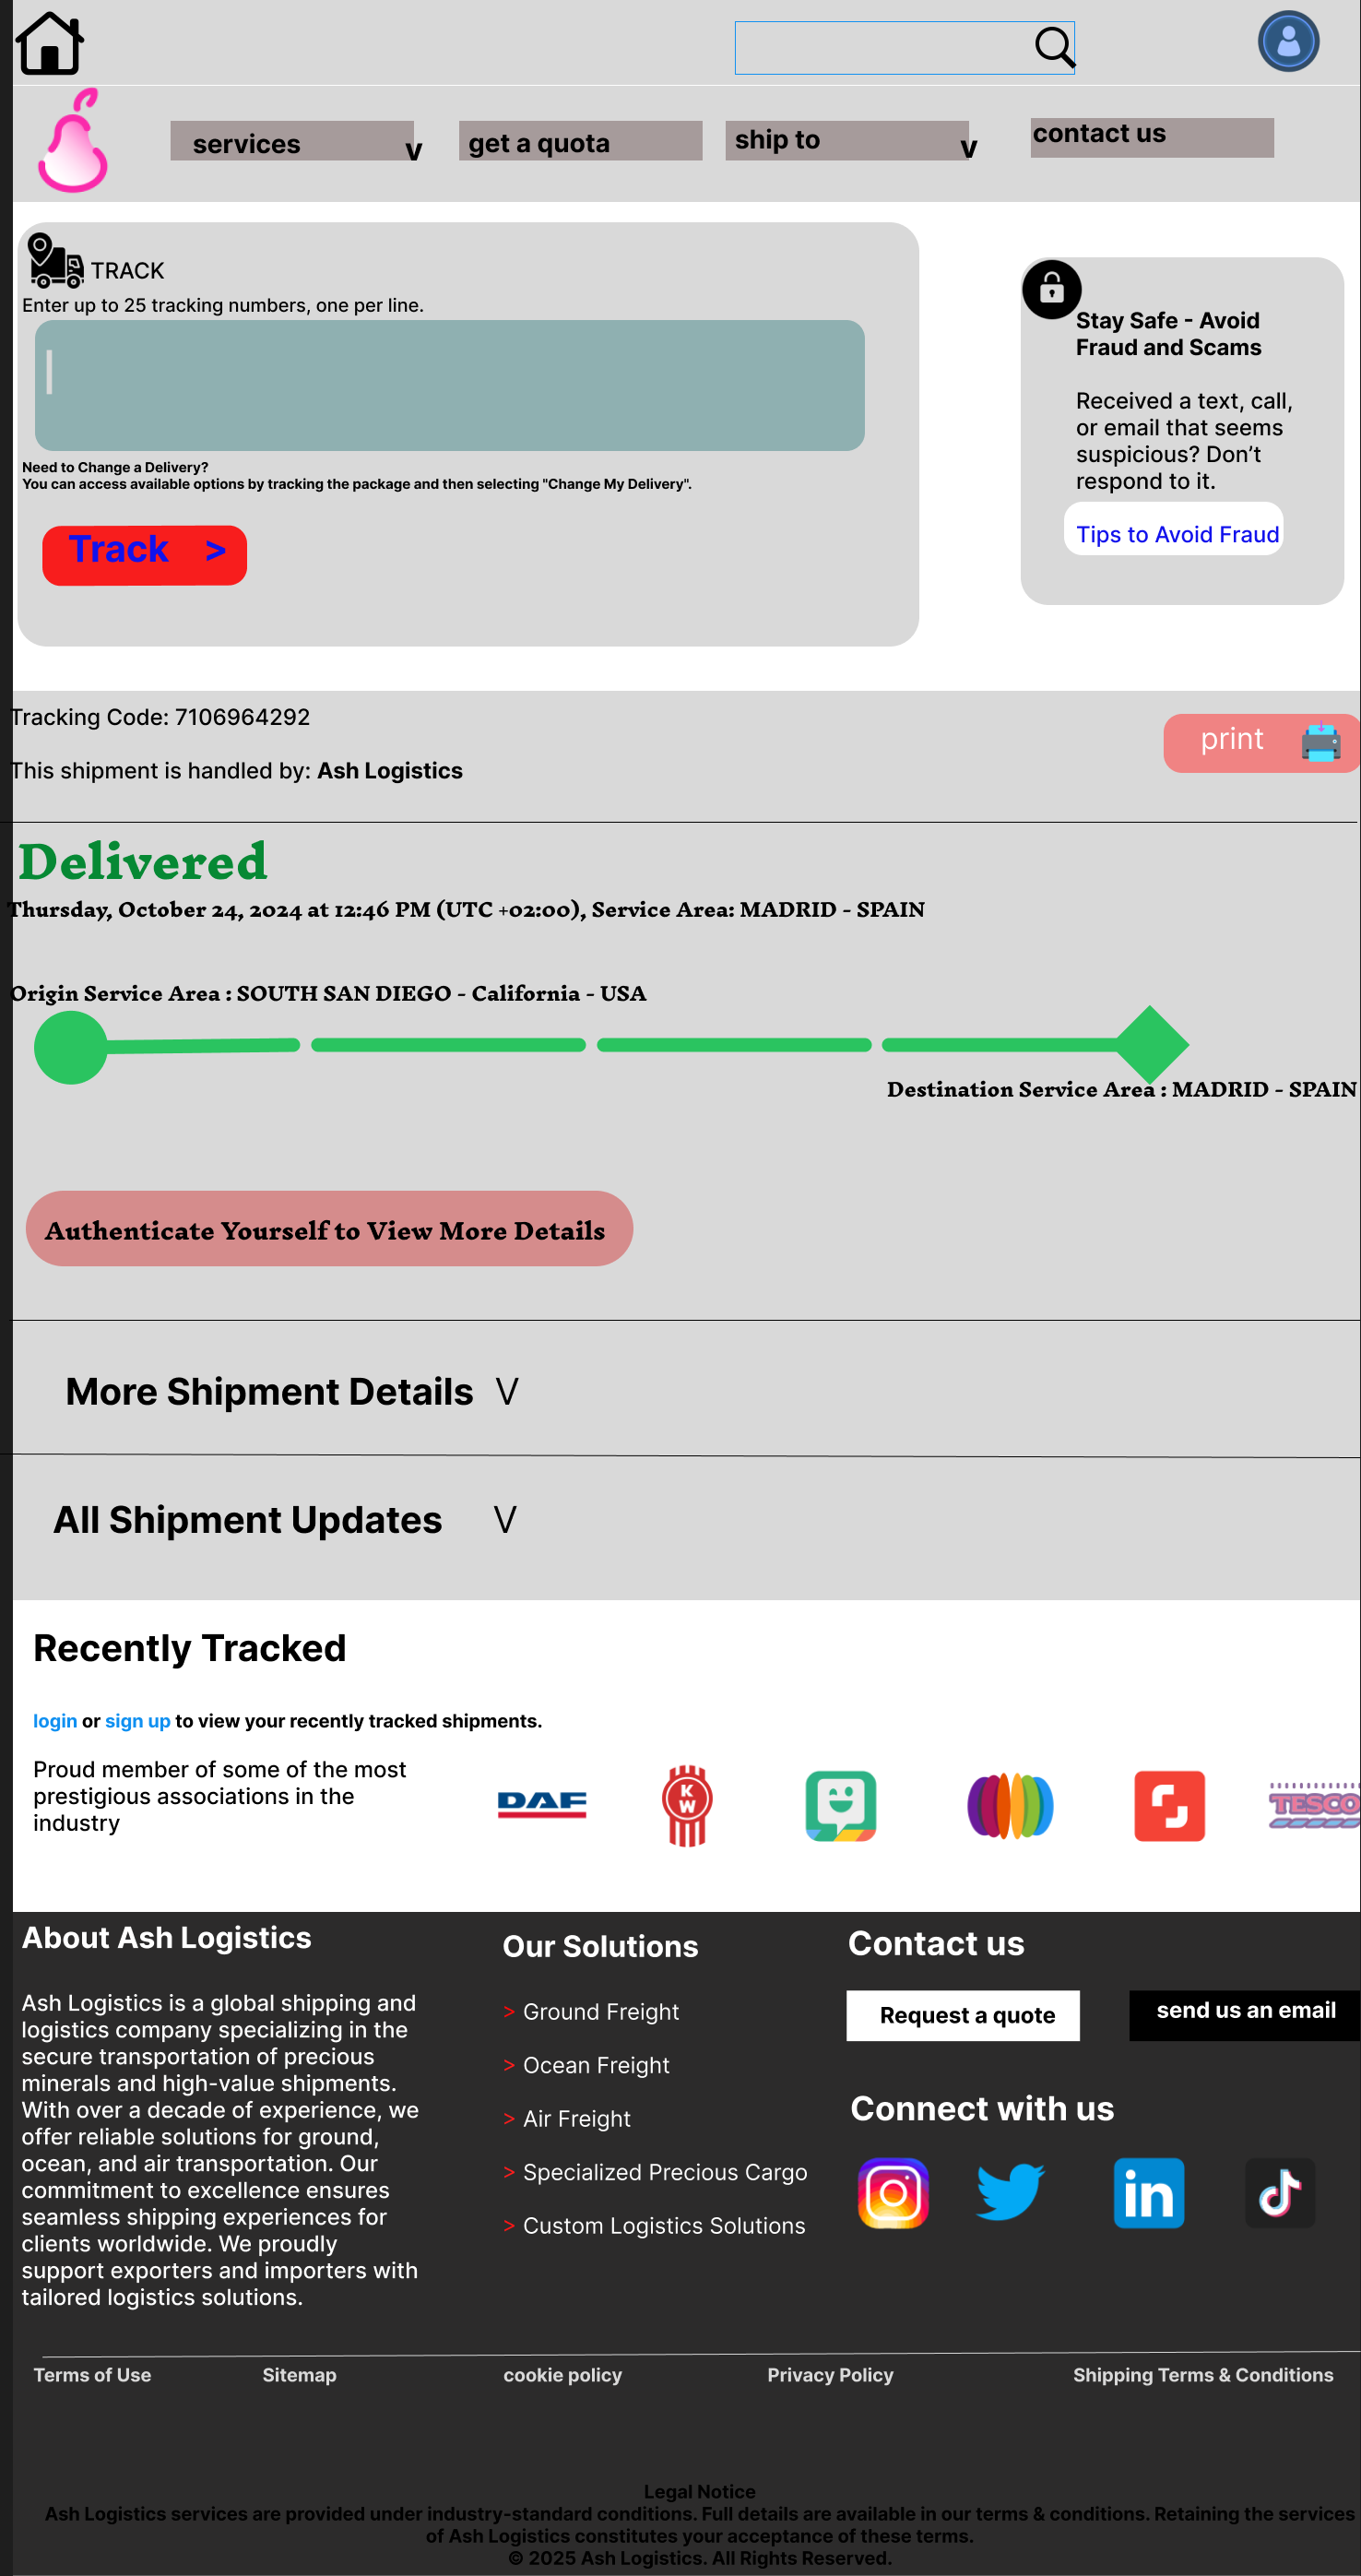 services v get a quota ship to v contact us
TRACK
Enter up to 25 tracking numbers, one per line.
Need to Change a Delivery?
You can access available options by tracking the package and then selecting "Change My Delivery".
Track >
Stay Safe - Avoid
Fraud and Scams
Received a text, call,
or email that seems
suspicious? Don’t
respond to it.
Tips to Avoid Fraud
Tracking Code: 7106964292
This shipment is handled by: Ash Logistics
print
Delivered
Thursday, October 24, 2024 at 12:46 PM (UTC +02:00), Service Area: MADRID - SPAIN
Origin Service Area : SOUTH SAN DIEGO - California - USA
Destination Service Area : MADRID - SPAIN
Authenticate Yourself to View More Details
More Shipment Details V
All Shipment Updates V
Recently Tracked
login or sign up to view your recently tracked shipments.
Proud member of some of the most
prestigious associations in the
industry
DAF
KW
TESCO
About Ash Logistics
Ash Logistics is a global shipping and
logistics company specializing in the
secure transportation of precious
minerals and high-value shipments.
With over a decade of experience, we
offer reliable solutions for ground,
ocean, and air transportation. Our
commitment to excellence ensures
seamless shipping experiences for
clients worldwide. We proudly
support exporters and importers with
tailored logistics solutions.
Our Solutions
> Ground Freight
> Ocean Freight
> Air Freight
> Specialized Precious Cargo
> Custom Logistics Solutions
Contact us
Request a quote
send us an email
Connect with us
in
Terms of Use Sitemap cookie policy Privacy Policy Shipping Terms & Conditions
Legal Notice
Ash Logistics services are provided under industry-standard conditions. Full details are available in our terms & conditions. Retaining the services
of Ash Logistics constitutes your acceptance of these terms.
© 2025 Ash Logistics. All Rights Reserved.